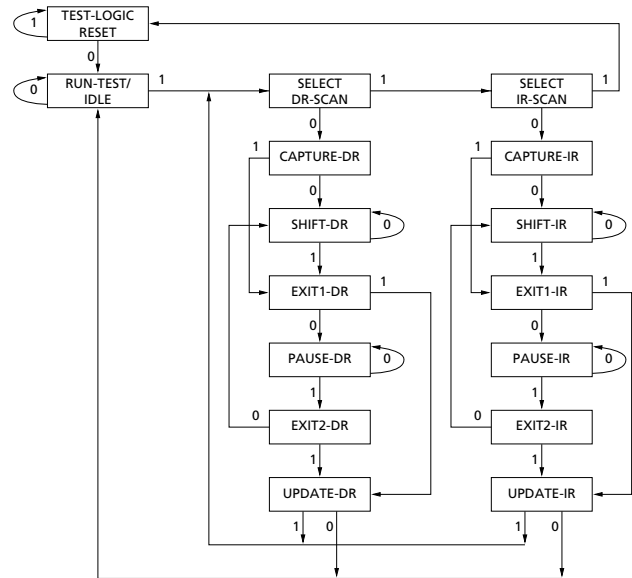 1
TEST-LOGIC
RESET
0
0
RUN-TEST/
IDLE
1
SELECT
DR-SCAN
1
SELECT
IR-SCAN
1
0
0
1
CAPTURE-DR
1
CAPTURE-IR
0
0
SHIFT-DR
0
SHIFT-IR
0
1
1
EXIT1-DR
1
EXIT1-IR
1
0
0
PAUSE-DR
0
PAUSE-IR
0
1
1
0
EXIT2-DR
0
EXIT2-IR
1
1
UPDATE-DR
UPDATE-IR
1
0
1
0